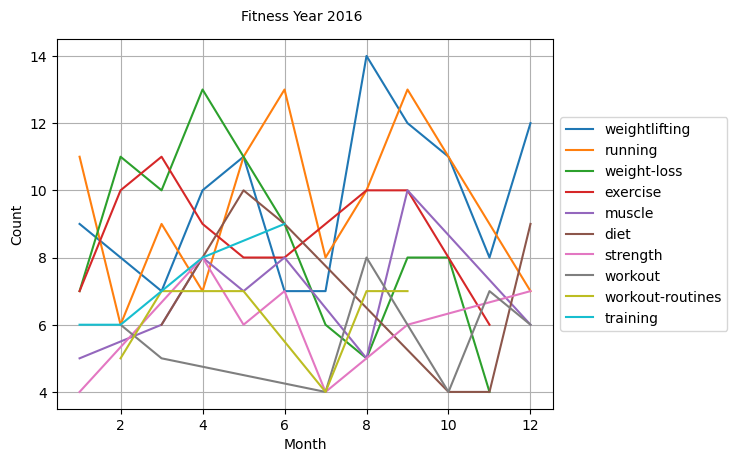 Fitness Year 2016
14
12
10
8
6
4
Count
2
4
6
8
10
12
Month
weightlifting
running
weight-loss
exercise
muscle
diet
strength
workout
workout-routines
training